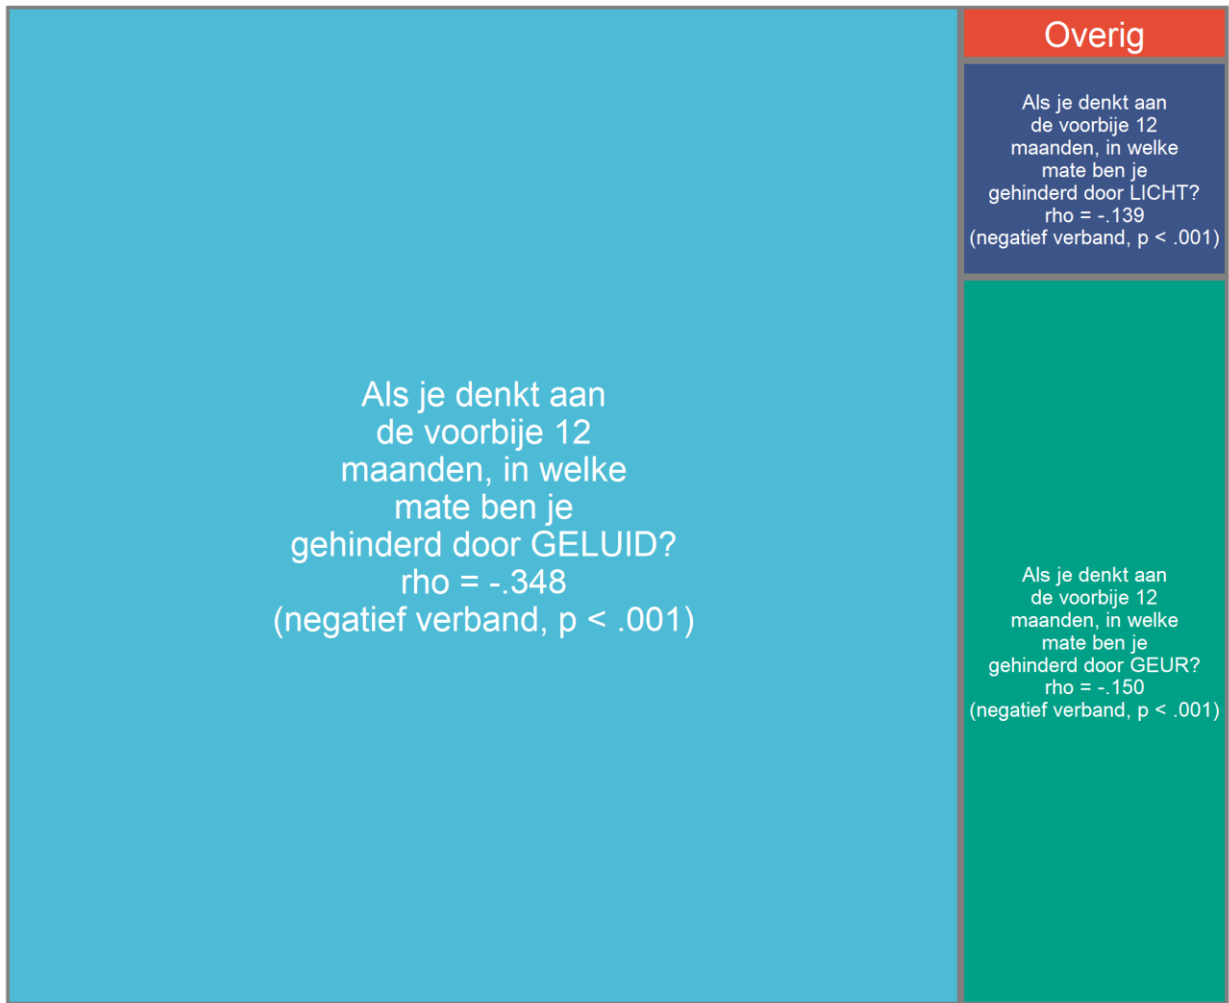 Overig
Als je denkt aan
de voorbije 12
maanden, in welke
mate ben je
gehinderd door LICHT?
rho = -.139
(negatief verband, p < .001)
Als je denkt aan
de voorbije 12
maanden, in welke
mate ben je
gehinderd door GELUID?
rho = -.348
(negatief verband, p < .001)
Als je denkt aan
de voorbije 12
maanden, in welke
mate ben je
gehinderd door GEUR?
rho = -.150
(negatief verband, p < .001)